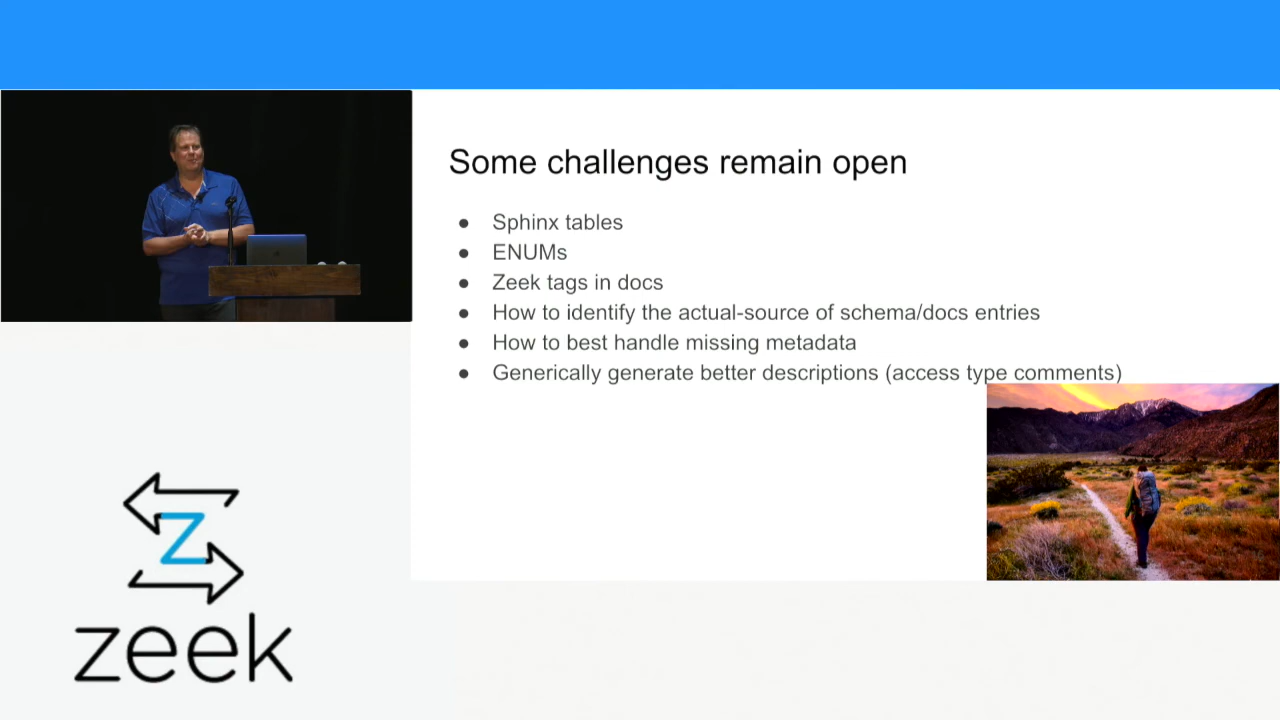 Some challenges remain open
● Sphinx tables
● ENUMs
● Zeek tags in docs
● How to identify the actual-source of schema/docs entries
● How to best handle missing metadata
● Generically generate better descriptions (access type comments)
Z
zeek